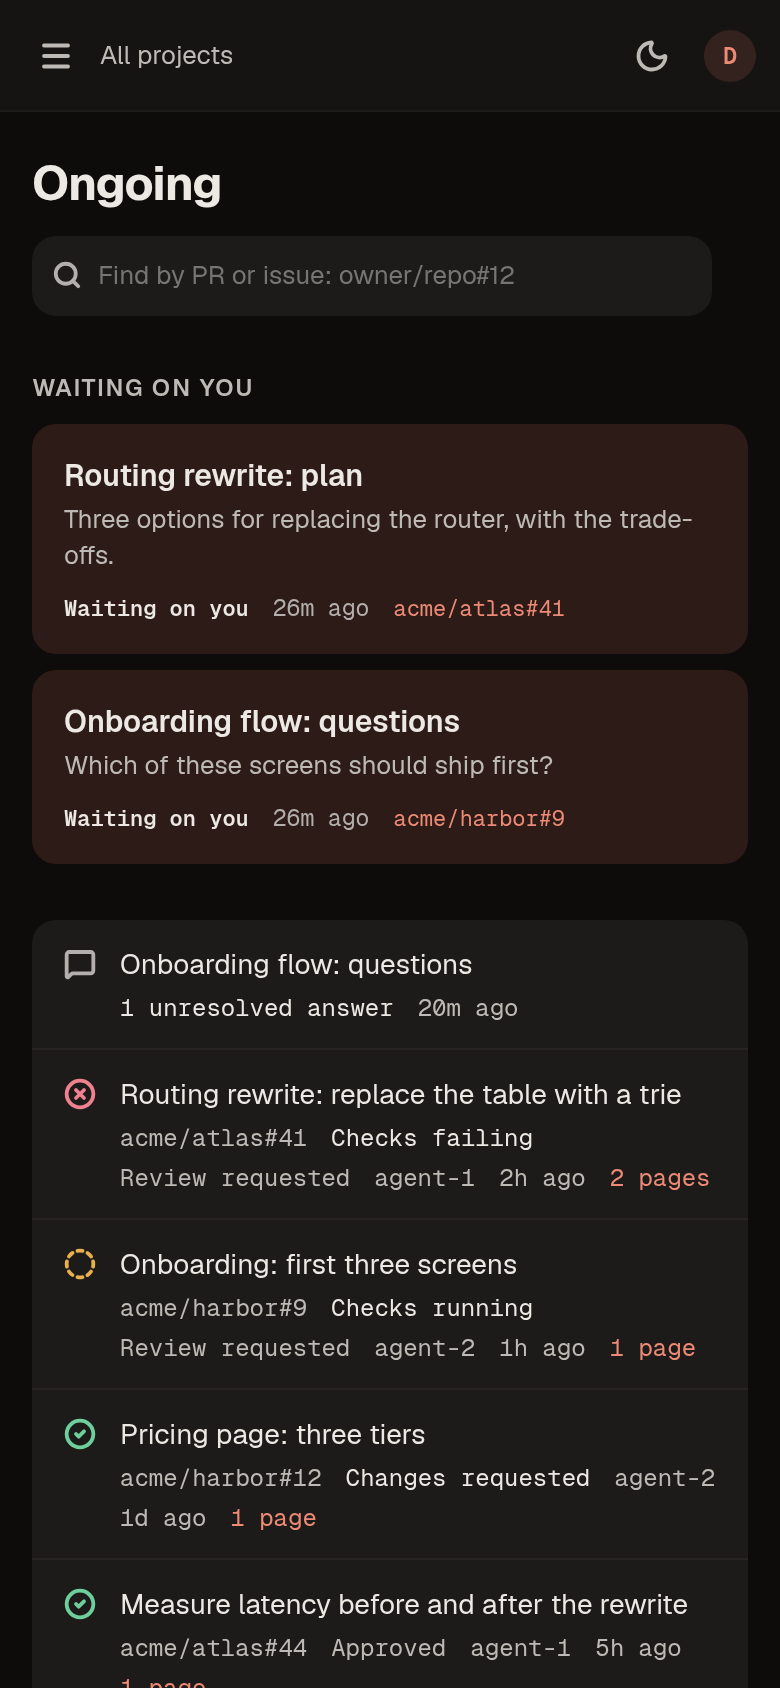 All projects
D
Ongoing
Find by PR or issue: owner/repo#12
WAITING ON YOU
Routing rewrite: plan
Three options for replacing the router, with the trade-
offs.
Waiting on you 26m ago acme/atlas#41
Onboarding flow: questions
Which of these screens should ship first?
Waiting on you 26m ago acme/harbor#9
Onboarding flow: questions
1 unresolved answer 20m ago
Routing rewrite: replace the table with a trie
acme/atlas#41 Checks failing
Review requested agent-1 2h ago 2 pages
Onboarding: first three screens
acme/harbor#9 Checks running
Review requested agent-2 1h ago 1 page
Pricing page: three tiers
acme/harbor#12 Changes requested agent-2
1d ago 1 page
Measure latency before and after the rewrite
acme/atlas#44 Approved agent-1 5h ago
1 page